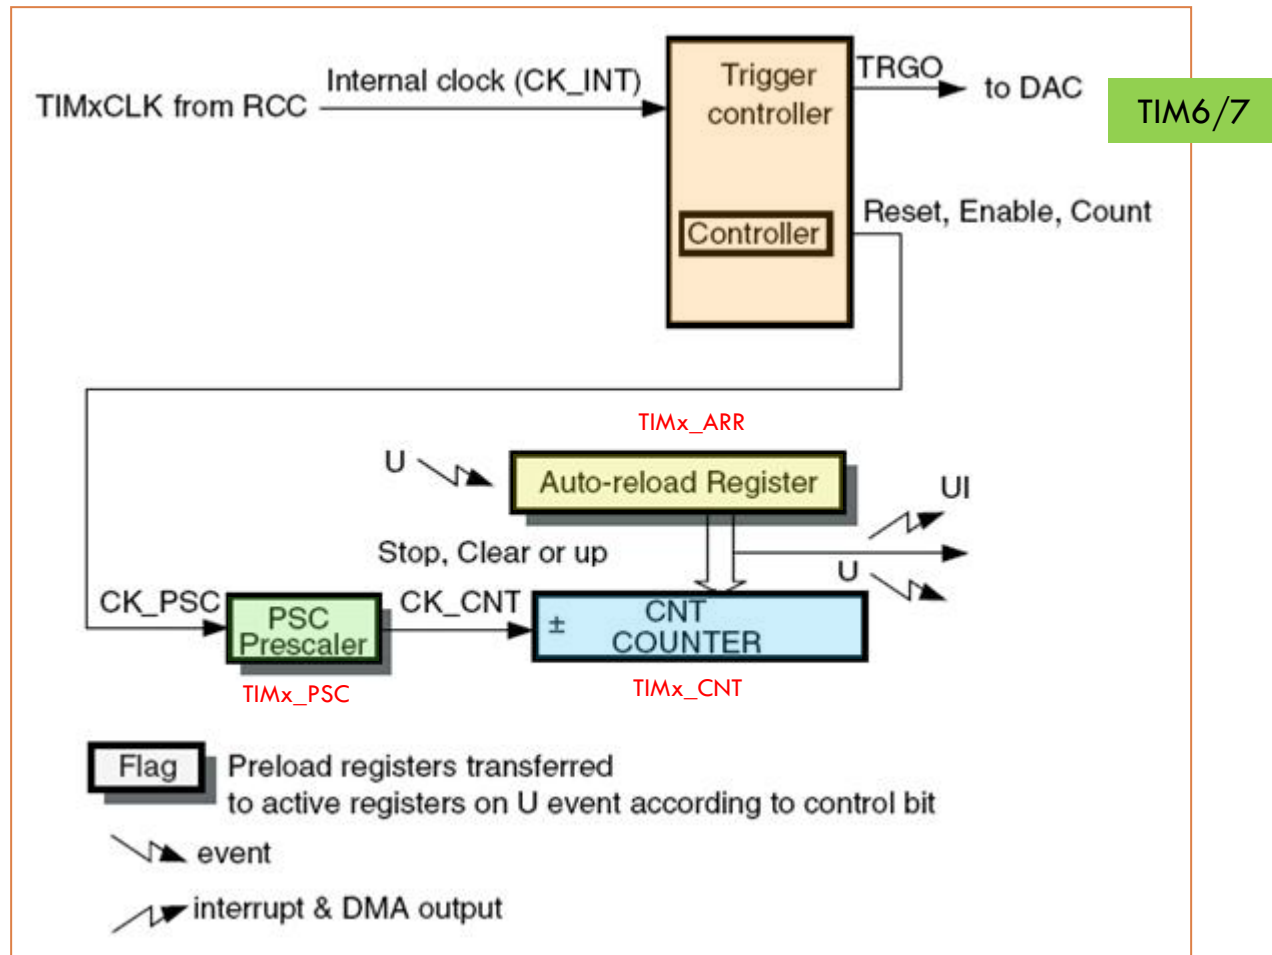 Internal clock (CK_INT)
TIMxCLK from RCC
Trigger
controller
TRGO
to DAC
TIM6/7
Controller
Reset, Enable, Count
TIMx_ARR
U
Auto-reload Register
UI
Stop, Clear or up
U
CK_PSC
PSC
Prescaler
CK_CNT
±
CNT
COUNTER
TIMx_PSC
TIMx_CNT
Flag
Preload registers transferred
to active registers on U event according to control bit
event
interrupt & DMA output